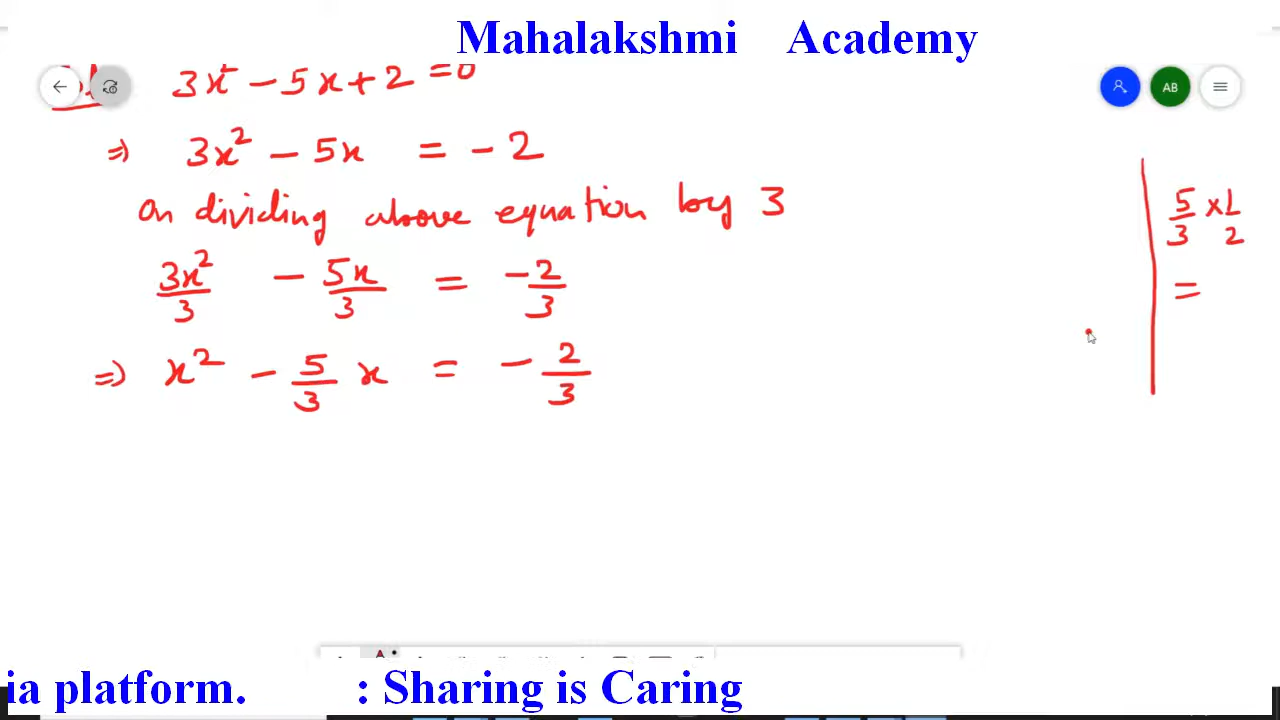 Mahalakshmi Academy
3x² - 5x + 2 = 0
⇒ 3x² - 5x = - 2
On dividing above equation by 3
3x²/3 - 5x/3 = -2/3
⇒ x² - 5/3 x = - 2/3
5/3 × 1/2
=
AB
ia platform. : Sharing is Caring